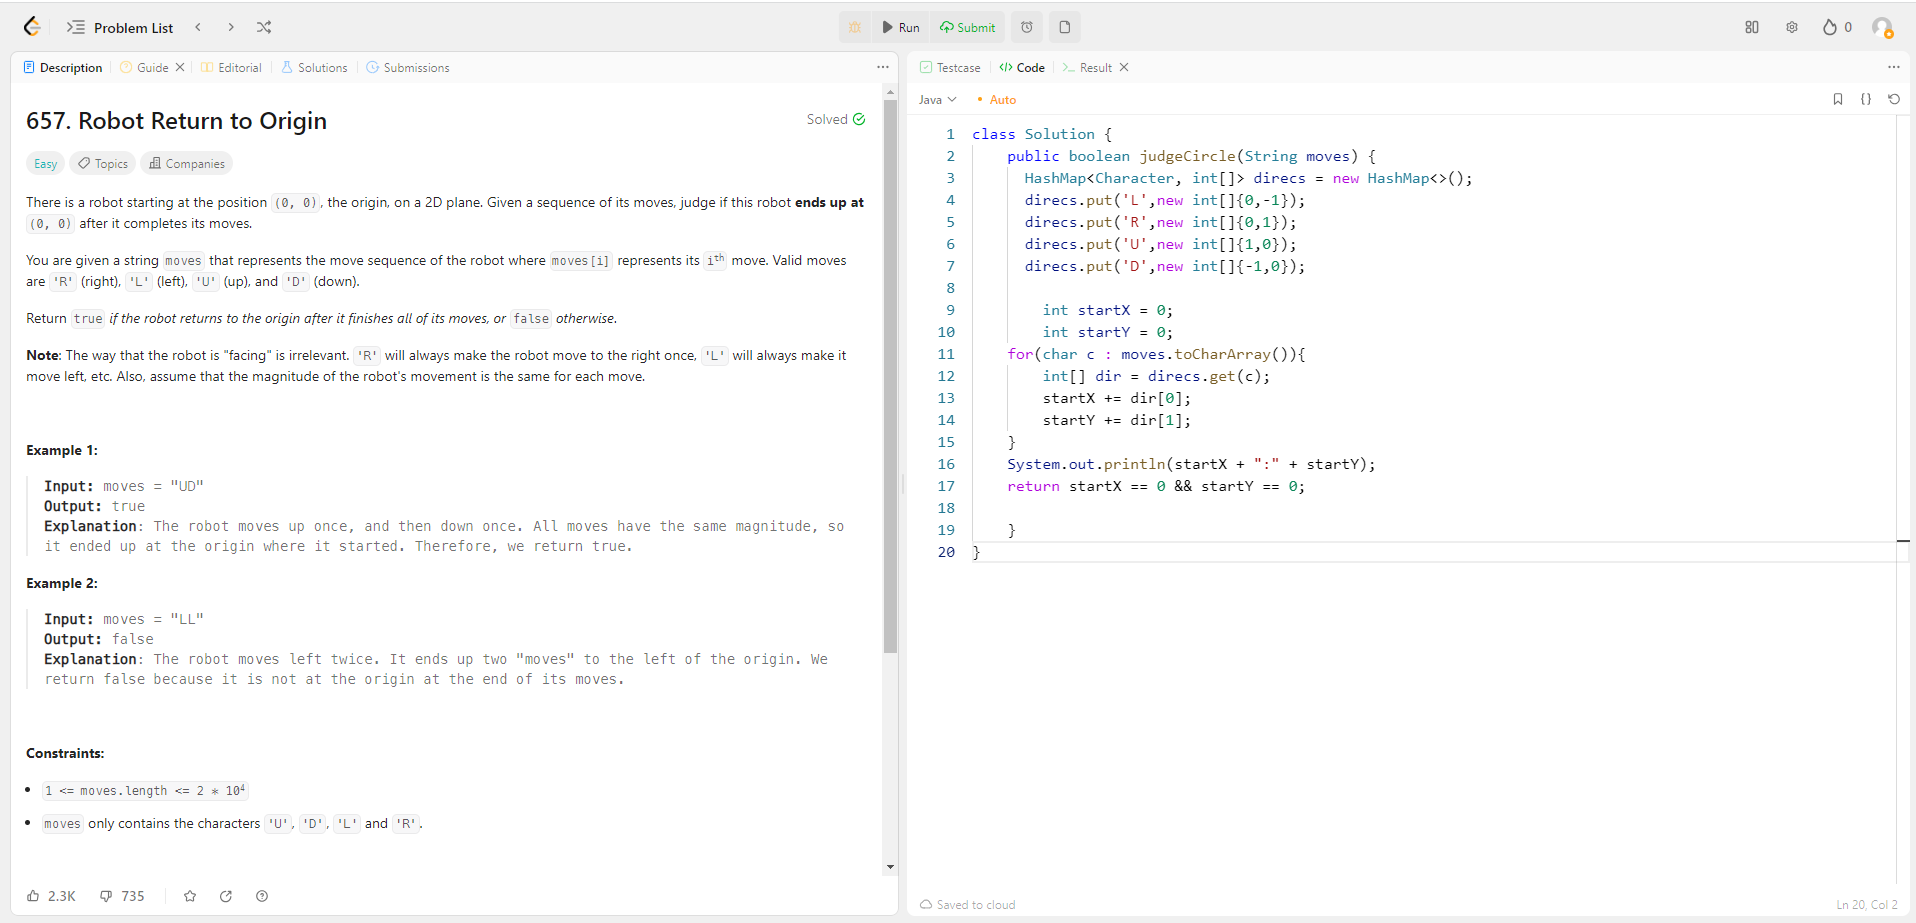 Problem List
Run
Submit
0
Description
Guide
Editorial
Solutions
Submissions
657. Robot Return to Origin
Solved
Easy
Topics
Companies
There is a robot starting at the position (0, 0), the origin, on a 2D plane. Given a sequence of its moves, judge if this robot ends up at
(0, 0) after it completes its moves.
You are given a string moves that represents the move sequence of the robot where moves[i] represents its ith move. Valid moves
are 'R' (right), 'L' (left), 'U' (up), and 'D' (down).
Return true if the robot returns to the origin after it finishes all of its moves, or false otherwise.
Note: The way that the robot is "facing" is irrelevant. 'R' will always make the robot move to the right once, 'L' will always make it
move left, etc. Also, assume that the magnitude of the robot's movement is the same for each move.
Example 1:
Input: moves = "UD"
Output: true
Explanation: The robot moves up once, and then down once. All moves have the same magnitude, so
it ended up at the origin where it started. Therefore, we return true.
Example 2:
Input: moves = "LL"
Output: false
Explanation: The robot moves left twice. It ends up two "moves" to the left of the origin. We
return false because it is not at the origin at the end of its moves.
Constraints:
• 1 <= moves.length <= 2 * 10⁴
• moves only contains the characters 'U', 'D', 'L' and 'R'.
2.3K
735
Testcase
Code
Result
Java
• Auto
1 class Solution {
2     public boolean judgeCircle(String moves) {
3       HashMap<Character, int[]> direcs = new HashMap<>();
4       direcs.put('L',new int[]{0,-1});
5       direcs.put('R',new int[]{0,1});
6       direcs.put('U',new int[]{1,0});
7       direcs.put('D',new int[]{-1,0});
8
9         int startX = 0;
10         int startY = 0;
11     for(char c : moves.toCharArray()){
12         int[] dir = direcs.get(c);
13         startX += dir[0];
14         startY += dir[1];
15     }
16     System.out.println(startX + ":" + startY);
17     return startX == 0 && startY == 0;
18
19     }
20 }
Saved to cloud
Ln 20, Col 2